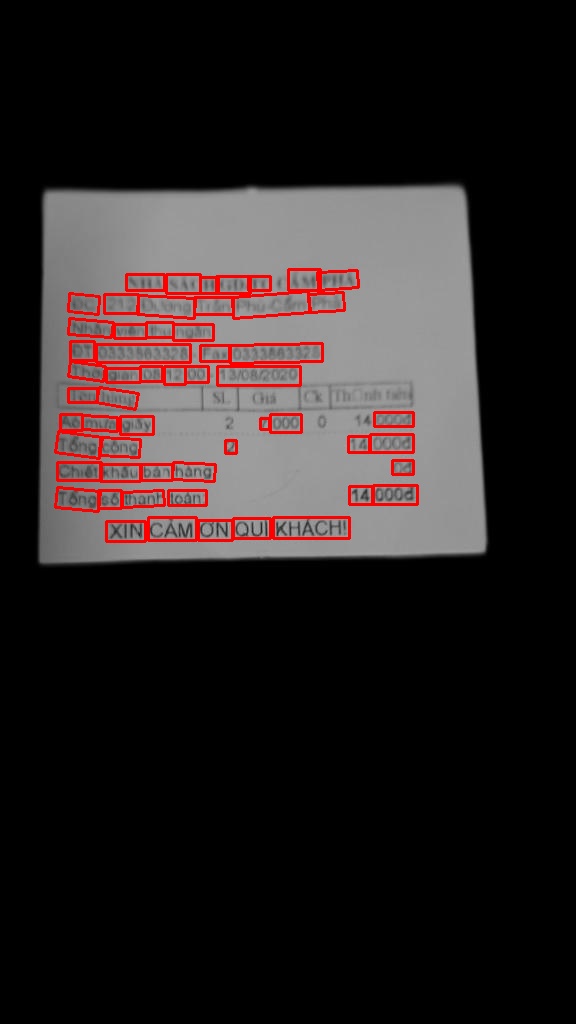 NHÀ SÁCH GD-TC CẨM PHẢ
ĐC: 212 Đường Trần Phú-Cẩm Phả
Nhân viên thu ngân
ĐT 0333863328 - Fax 0333863328
Thời gian 08:12:00 - 13/08/2020
Tên hàng SL Giá Ck Th□nh tiền
Áo mưa giấy 2 7.000 0 14.000đ
Tổng cộng 2 14.000đ
Chiết khấu bán hàng 0đ
Tổng số thanh toán: 14.000đ
XIN CẢM ƠN QUÍ KHÁCH!